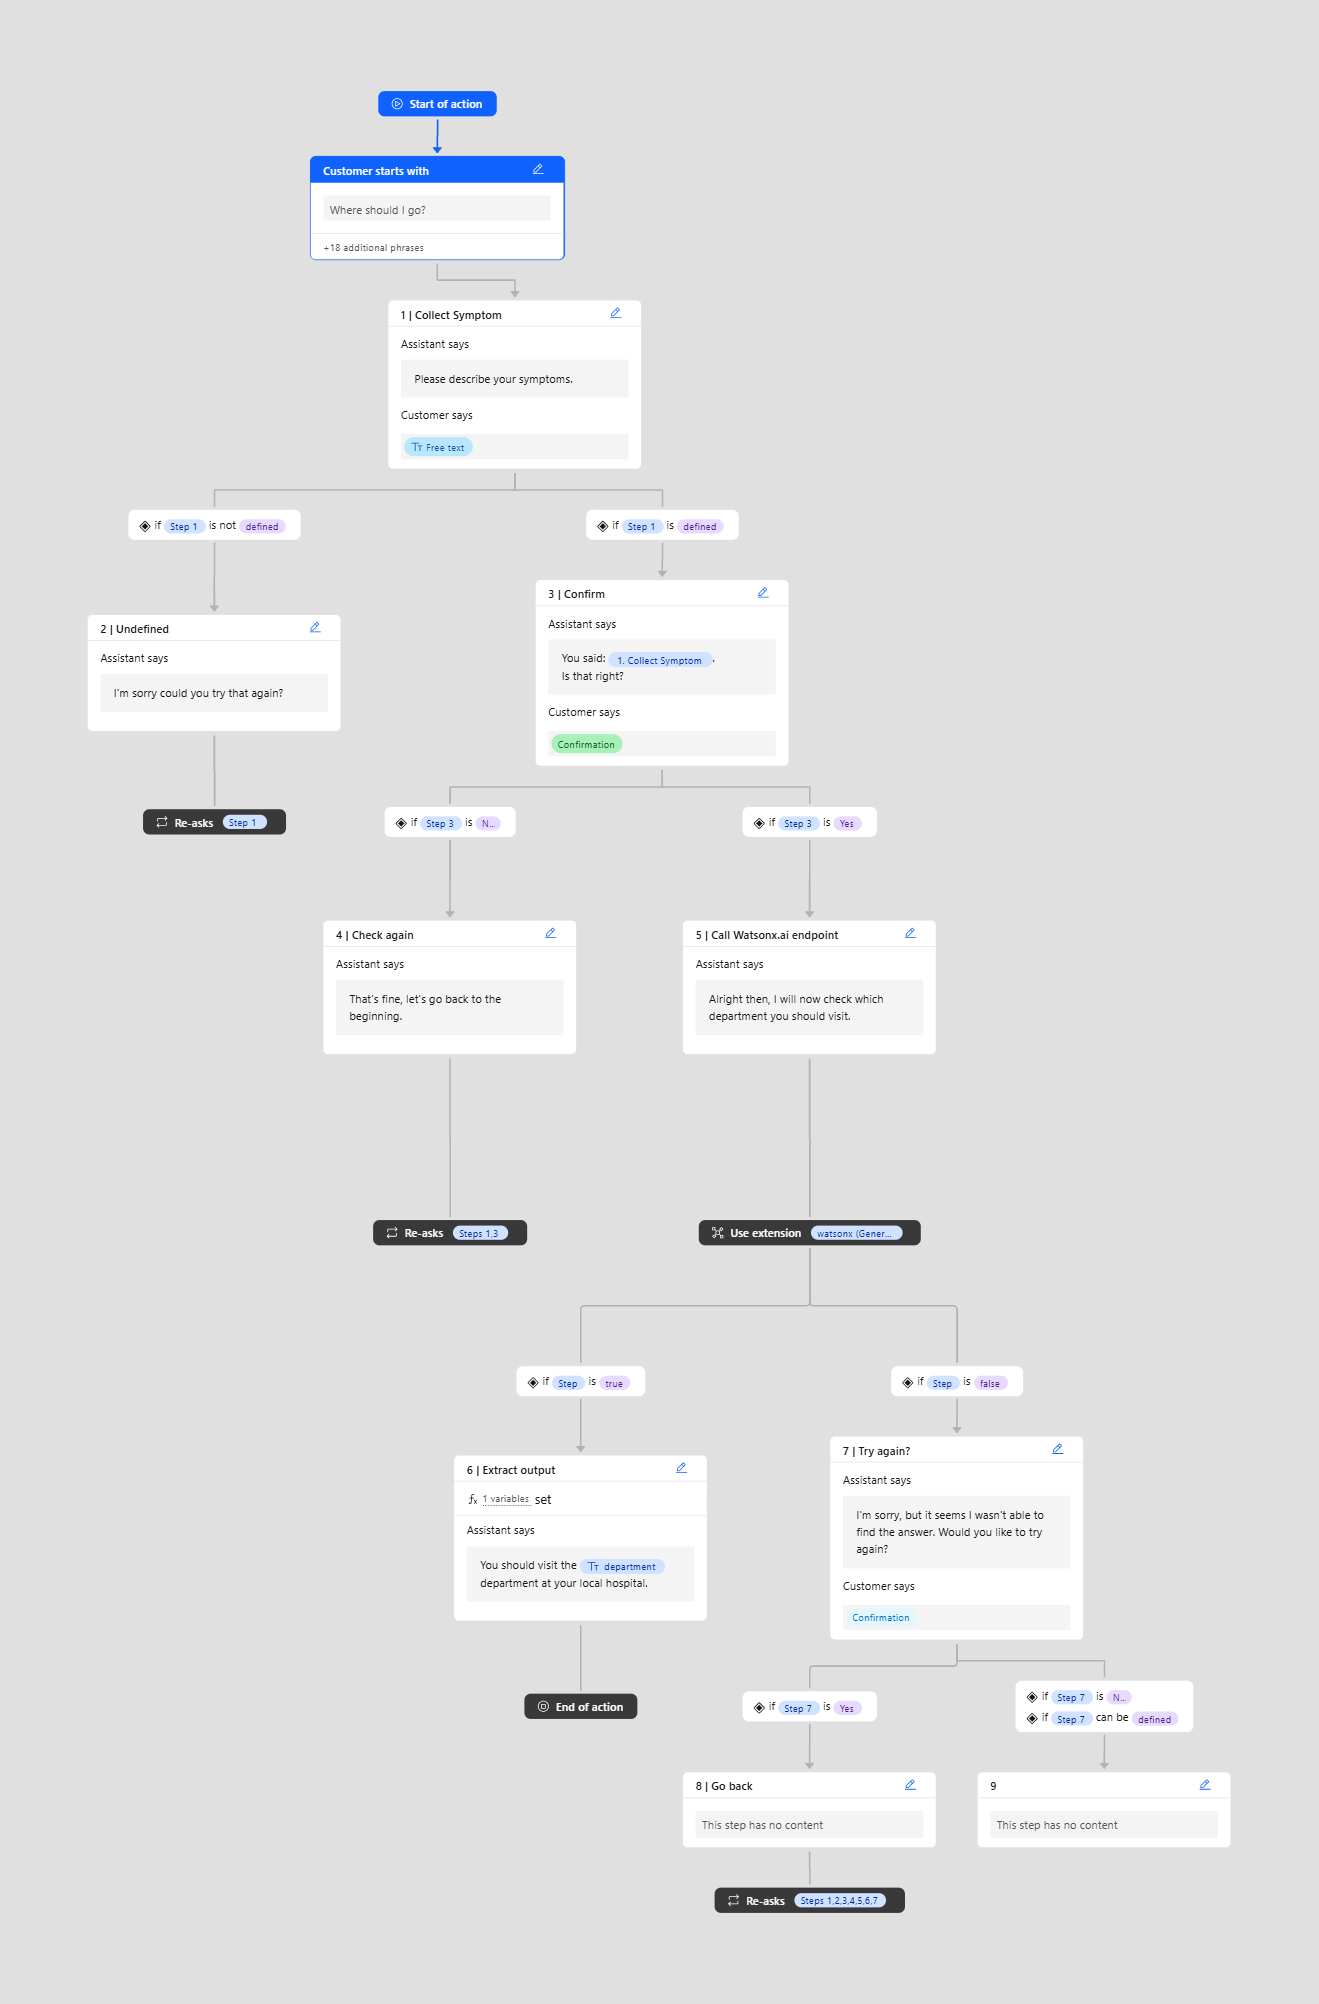 Start of action
Customer starts with
Where should I go?
+18 additional phrases
1 | Collect Symptom
Assistant says
Please describe your symptoms.
Customer says
Free text
if Step 1 is not defined
if Step 1 is defined
2 | Undefined
Assistant says
I'm sorry could you try that again?
Re-asks Step 1
3 | Confirm
Assistant says
You said: 1. Collect Symptom .
Is that right?
Customer says
Confirmation
if Step 3 is N...
if Step 3 is Yes
4 | Check again
Assistant says
That's fine, let's go back to the
beginning.
Re-asks Steps 1,3
5 | Call Watsonx.ai endpoint
Assistant says
Alright then, I will now check which
department you should visit.
Use extension watsonx (Gener...
if Step is true
if Step is false
6 | Extract output
fx 1 variables set
Assistant says
You should visit the department
department at your local hospital.
End of action
7 | Try again?
Assistant says
I'm sorry, but it seems I wasn't able to
find the answer. Would you like to try
again?
Customer says
Confirmation
if Step 7 is Yes
if Step 7 is N...
if Step 7 can be defined
8 | Go back
This step has no content
Re-asks Steps 1,2,3,4,5,6,7
9
This step has no content